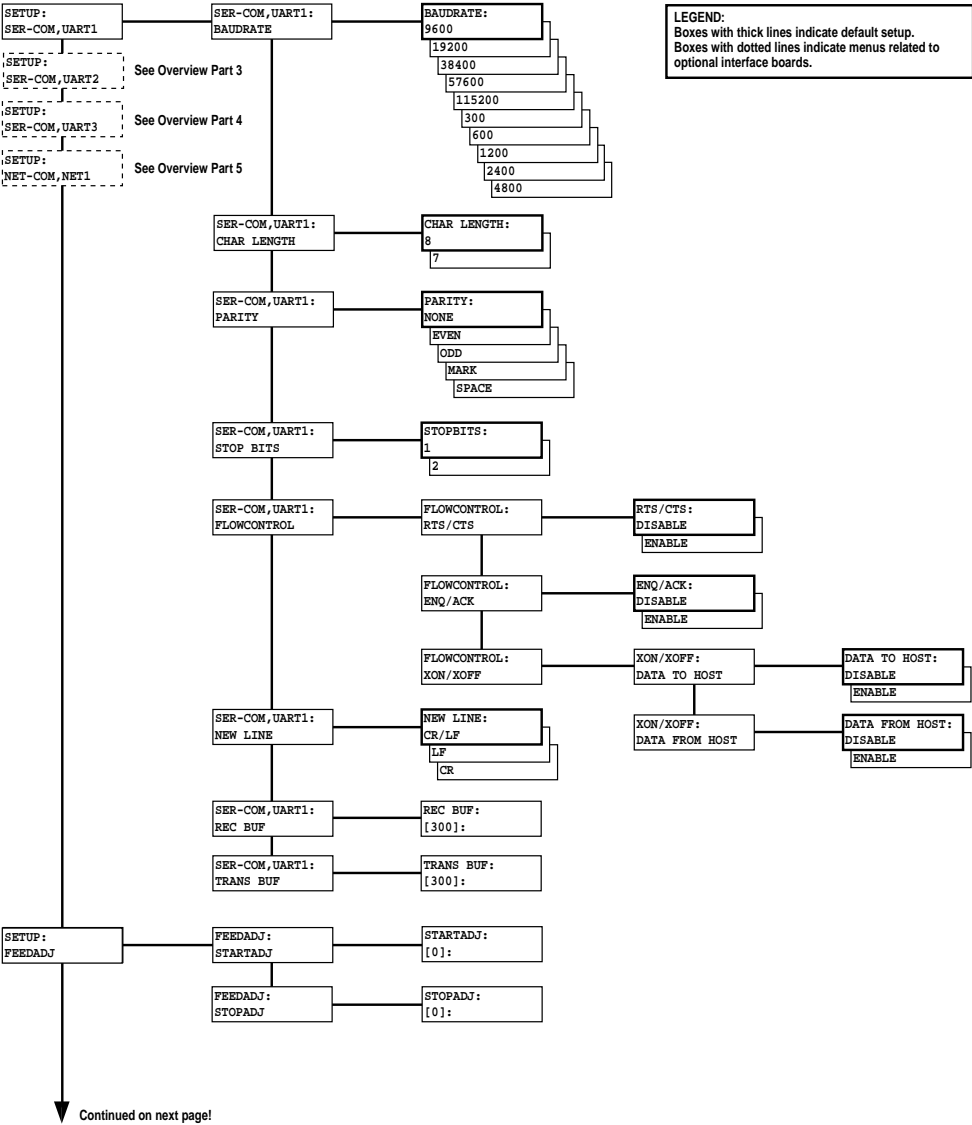 SETUP:
SER-COM,UART1
SER-COM,UART1:
BAUDRATE
BAUDRATE:
9600
19200
38400
57600
115200
300
600
1200
2400
4800
LEGEND:
Boxes with thick lines indicate default setup.
Boxes with dotted lines indicate menus related to
optional interface boards.
SETUP:
SER-COM,UART2
See Overview Part 3
SETUP:
SER-COM,UART3
See Overview Part 4
SETUP:
NET-COM,NET1
See Overview Part 5
SER-COM,UART1:
CHAR LENGTH
CHAR LENGTH:
8
7
SER-COM,UART1:
PARITY
PARITY:
NONE
EVEN
ODD
MARK
SPACE
SER-COM,UART1:
STOP BITS
STOPBITS:
1
2
SER-COM,UART1:
FLOWCONTROL
FLOWCONTROL:
RTS/CTS
RTS/CTS:
DISABLE
ENABLE
FLOWCONTROL:
ENQ/ACK
ENQ/ACK:
DISABLE
ENABLE
FLOWCONTROL:
XON/XOFF
XON/XOFF:
DATA TO HOST
DATA TO HOST:
DISABLE
ENABLE
XON/XOFF:
DATA FROM HOST
DATA FROM HOST:
DISABLE
ENABLE
SER-COM,UART1:
NEW LINE
NEW LINE:
CR/LF
LF
CR
SER-COM,UART1:
REC BUF
REC BUF:
[300]:
SER-COM,UART1:
TRANS BUF
TRANS BUF:
[300]:
SETUP:
FEEDADJ
FEEDADJ:
STARTADJ
STARTADJ:
[0]:
FEEDADJ:
STOPADJ
STOPADJ:
[0]:
Continued on next page!